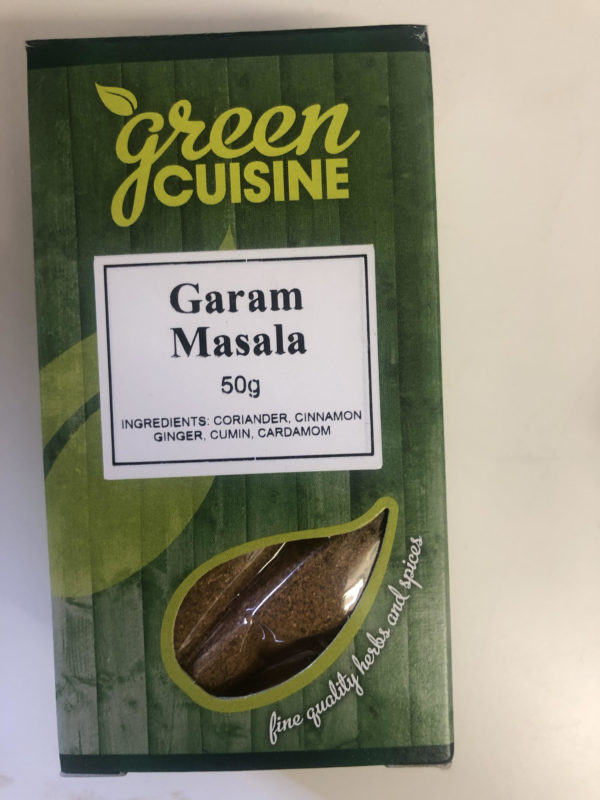 green
CUISINE
Garam
Masala
50g
INGREDIENTS: CORIANDER, CINNAMON
GINGER, CUMIN, CARDAMOM
fine quality herbs and spices